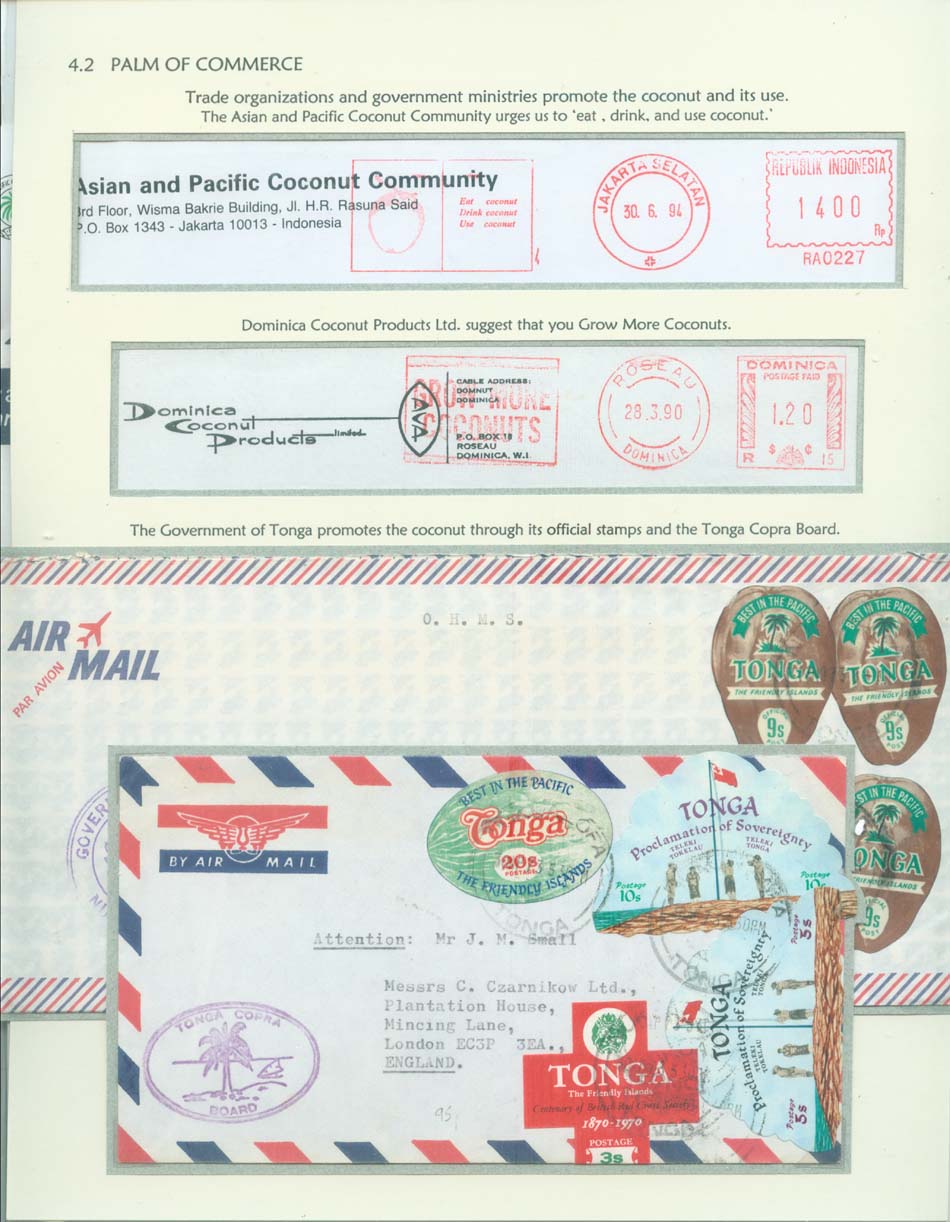 4.2 PALM OF COMMERCE
Trade organizations and government ministries promote the coconut and its use.
The Asian and Pacific Coconut Community urges us to 'eat , drink, and use coconut.'
Asian and Pacific Coconut Community
3rd Floor, Wisma Bakrie Building, Jl. H.R. Rasuna Said
P.O. Box 1343 - Jakarta 10013 - Indonesia
Eat coconut
Drink coconut
Use coconut
JAKARTA SELATAN
30. 6. 94
REPUBLIK INDONESIA
1400
Rp
RA0227
Dominica Coconut Products Ltd. suggest that you Grow More Coconuts.
Dominica
Coconut
Products limited
GROW MORE
COCONUTS
CABLE ADDRESS:
DOMNUT
DOMINICA
P.O. BOX 18
ROSEAU
DOMINICA, W.I.
ROSEAU
28.3.90
DOMINICA
DOMINICA
POSTAGE PAID
1.20
R $ ¢ 15
The Government of Tonga promotes the coconut through its official stamps and the Tonga Copra Board.
AIR
MAIL
PAR AVION
O. H. M. S.
BEST IN THE PACIFIC
TONGA
THE FRIENDLY ISLANDS
OFFICIAL
9s
POST
BEST IN THE PACIFIC
TONGA
THE FRIENDLY ISLANDS
OFFICIAL
9s
POST
ST IN THE PACIFIC
ONGA
FRIENDLY ISLANDS
9s
POST
GOVER
BY AIR MAIL
BEST IN THE PACIFIC
Tonga
20s
POSTAGE
THE FRIENDLY ISLANDS
TONGA
TONGA
Proclamation of Sovereignty
TELEKI
TOKELAU
TELEKI
TONGA
Postage
10s
Postage
10s
TONGA
Attention: Mr J. M. Small
Messrs C. Czarnikow Ltd.,
Plantation House,
Mincing Lane,
London EC3P 3EA.,
ENGLAND.
TONGA COPRA
BOARD
95,
TONGA
The Friendly Islands
Centenary of British Red Cross Society
1870-1970
POSTAGE
3s
TONGA
Proclamation of Sovereignty
TELEKI
TOKELAU
TELEKI
TONGA
Postage
5s
Postage
5s